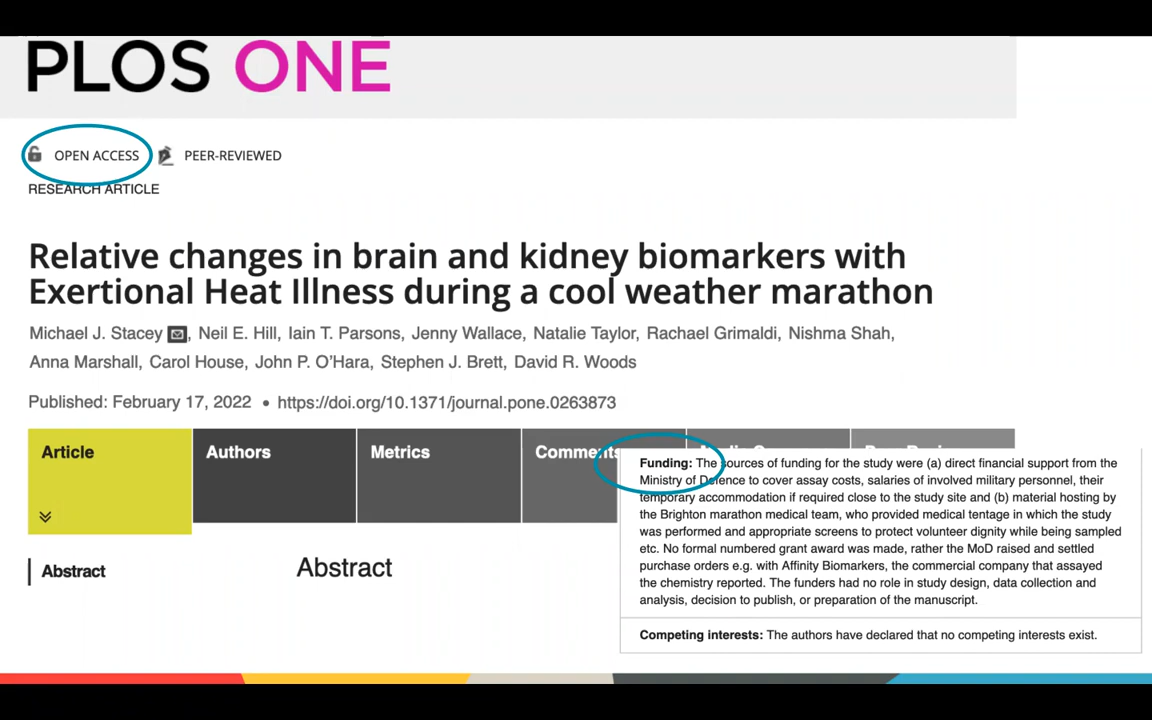 PLOS ONE
OPEN ACCESS PEER-REVIEWED
RESEARCH ARTICLE
Relative changes in brain and kidney biomarkers with
Exertional Heat Illness during a cool weather marathon
Michael J. Stacey, Neil E. Hill, Iain T. Parsons, Jenny Wallace, Natalie Taylor, Rachael Grimaldi, Nishma Shah,
Anna Marshall, Carol House, John P. O'Hara, Stephen J. Brett, David R. Woods
Published: February 17, 2022 • https://doi.org/10.1371/journal.pone.0263873
Article Authors Metrics Comments
Funding: The sources of funding for the study were (a) direct financial support from the
Ministry of Defence to cover assay costs, salaries of involved military personnel, their
temporary accommodation if required close to the study site and (b) material hosting by
the Brighton marathon medical team, who provided medical tentage in which the study
was performed and appropriate screens to protect volunteer dignity while being sampled
etc. No formal numbered grant award was made, rather the MoD raised and settled
purchase orders e.g. with Affinity Biomarkers, the commercial company that assayed
the chemistry reported. The funders had no role in study design, data collection and
analysis, decision to publish, or preparation of the manuscript.
Competing interests: The authors have declared that no competing interests exist.
Abstract
Abstract